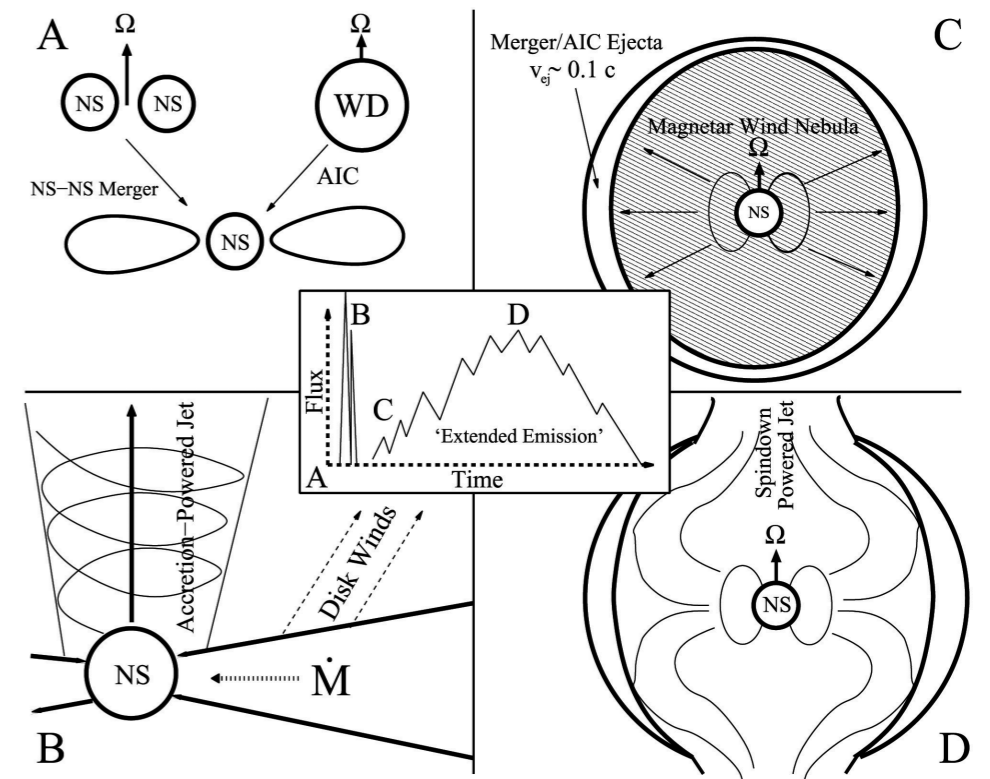 A
Ω
NS
NS
Ω
WD
NS−NS Merger
AIC
NS
C
Merger/AIC Ejecta
v_ej~ 0.1 c
Magnetar Wind Nebula
Ω
NS
Flux
B
D
C
'Extended Emission'
A
Time
Accretion−Powered Jet
Disk Winds
NS
Ṁ
B
Spindown
Powered Jet
Ω
NS
D